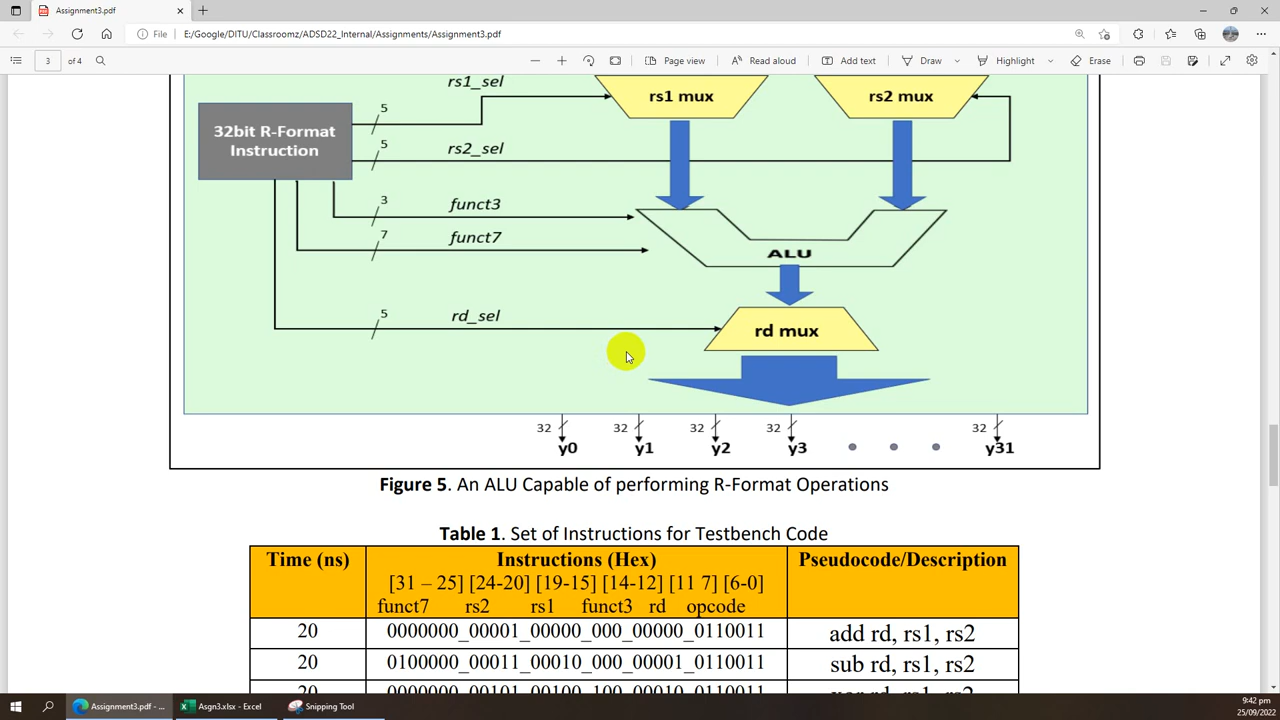 Assignment3.pdf
File
E:/Google/DITU/Classroomz/ADSD22_Internal/Assignments/Assignment3.pdf
3
of 4
Page view
Read aloud
Add text
Draw
Highlight
Erase
rs1_sel
rs1 mux
rs2 mux
5
32bit R-Format
Instruction
5
rs2_sel
3
funct3
7
funct7
ALU
5
rd_sel
rd mux
32
32
32
32
32
y0
y1
y2
y3
y31
Figure 5. An ALU Capable of performing R-Format Operations
Table 1. Set of Instructions for Testbench Code
Time (ns)
Instructions (Hex)
Pseudocode/Description
[31 – 25] [24-20] [19-15] [14-12] [11 7] [6-0]
funct7 rs2 rs1 funct3 rd opcode
20
0000000_00001_00000_000_00000_0110011
add rd, rs1, rs2
20
0100000_00011_00010_000_00001_0110011
sub rd, rs1, rs2
20
0000000_00101_00100_100_00010_0110011
Assignment3.pdf - ...
Asgn3.xlsx - Excel
Snipping Tool
9:42 pm
25/09/2022